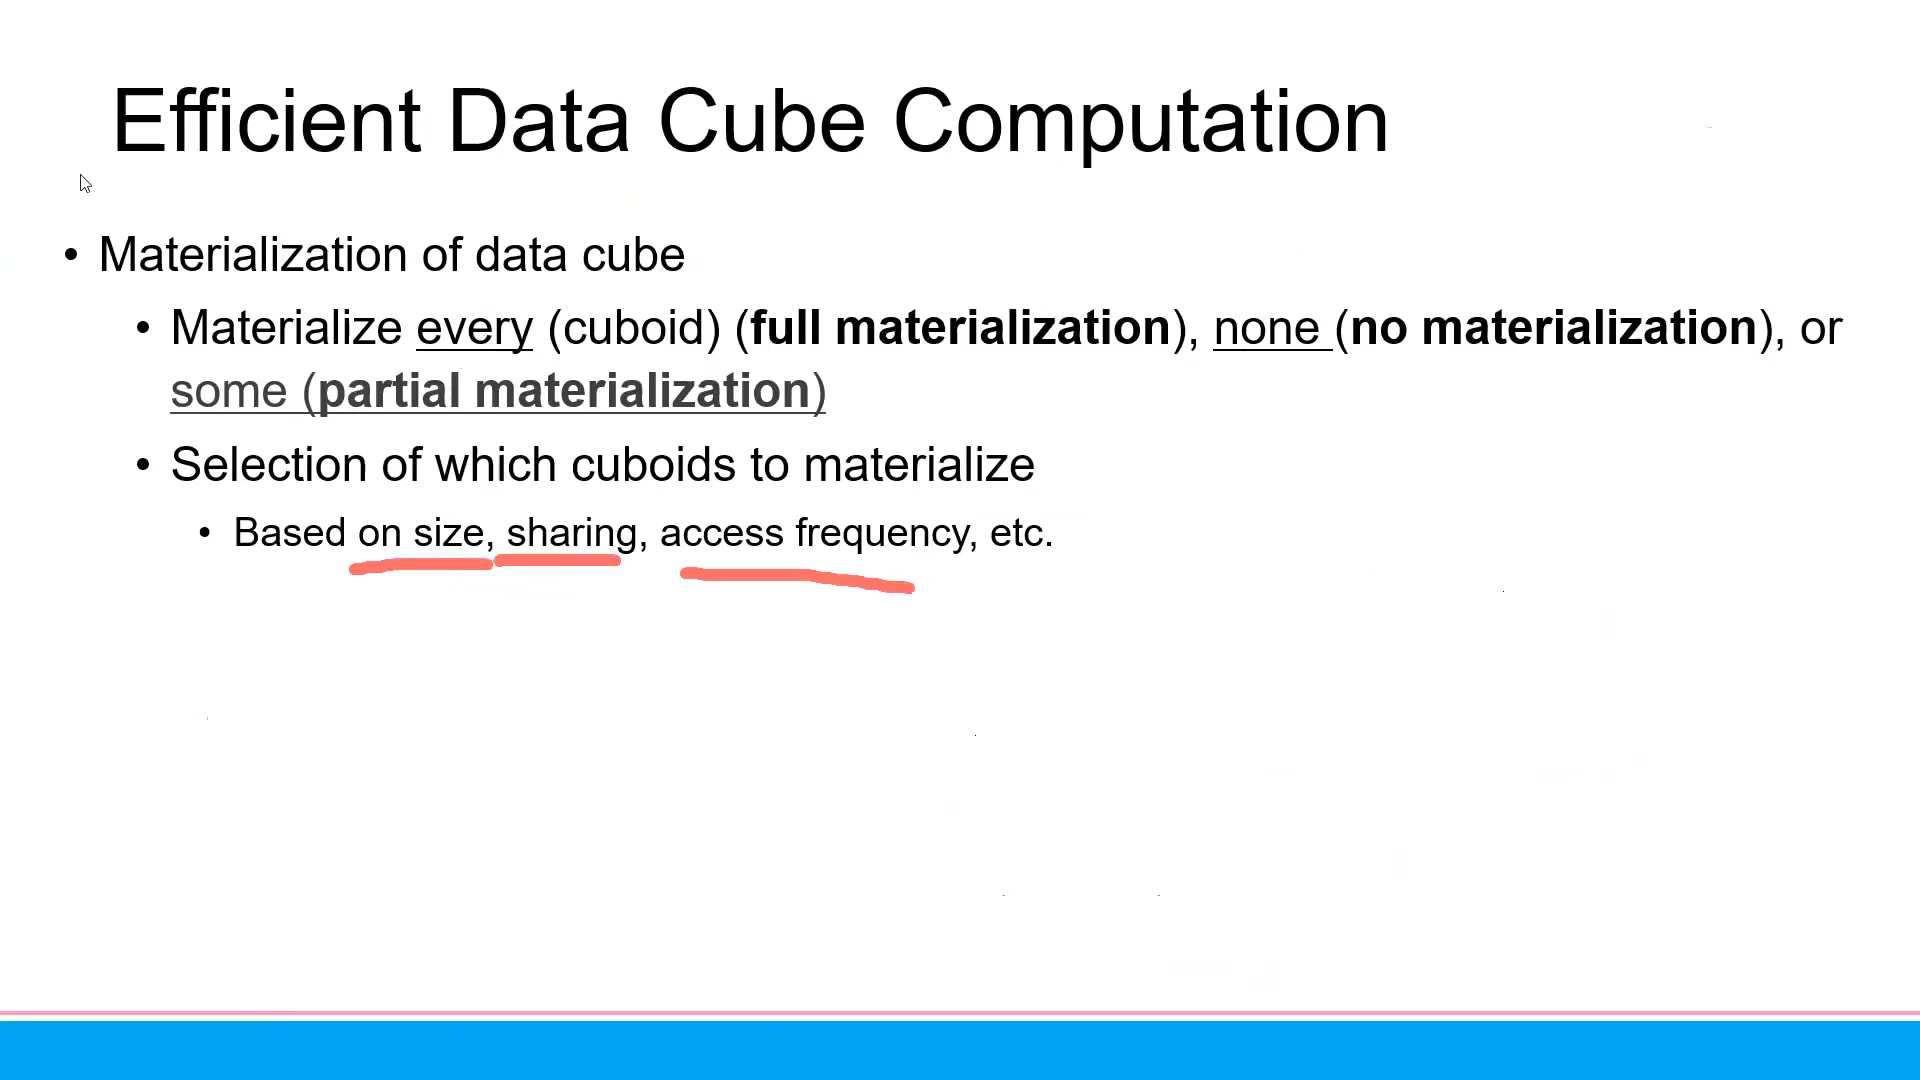 Efficient Data Cube Computation
• Materialization of data cube
• Materialize every (cuboid) (full materialization), none (no materialization), or
some (partial materialization)
• Selection of which cuboids to materialize
• Based on size, sharing, access frequency, etc.